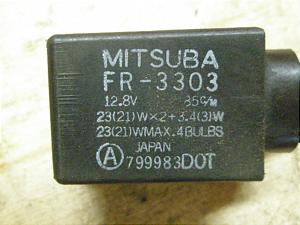 MITSUBA
FR-3303
12.8V 85c/m
23(21)W×2+3.4(3)W
23(21)WMAX.4BULBS
JAPAN
A 799983DOT